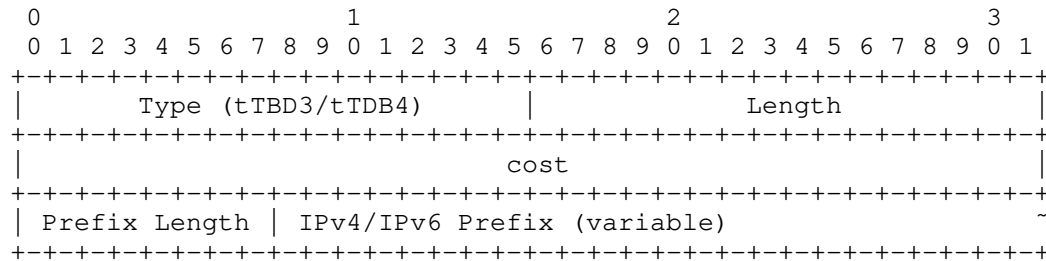 0                   1                   2                   3
 0 1 2 3 4 5 6 7 8 9 0 1 2 3 4 5 6 7 8 9 0 1 2 3 4 5 6 7 8 9 0 1
+-+-+-+-+-+-+-+-+-+-+-+-+-+-+-+-+-+-+-+-+-+-+-+-+-+-+-+-+-+-+-+-+
|       Type (tTBD3/tTDB4)      |             Length            |
+-+-+-+-+-+-+-+-+-+-+-+-+-+-+-+-+-+-+-+-+-+-+-+-+-+-+-+-+-+-+-+-+
|                              cost                             |
+-+-+-+-+-+-+-+-+-+-+-+-+-+-+-+-+-+-+-+-+-+-+-+-+-+-+-+-+-+-+-+-+
| Prefix Length | IPv4/IPv6 Prefix (variable)                   ~
+-+-+-+-+-+-+-+-+-+-+-+-+-+-+-+-+-+-+-+-+-+-+-+-+-+-+-+-+-+-+-+-+